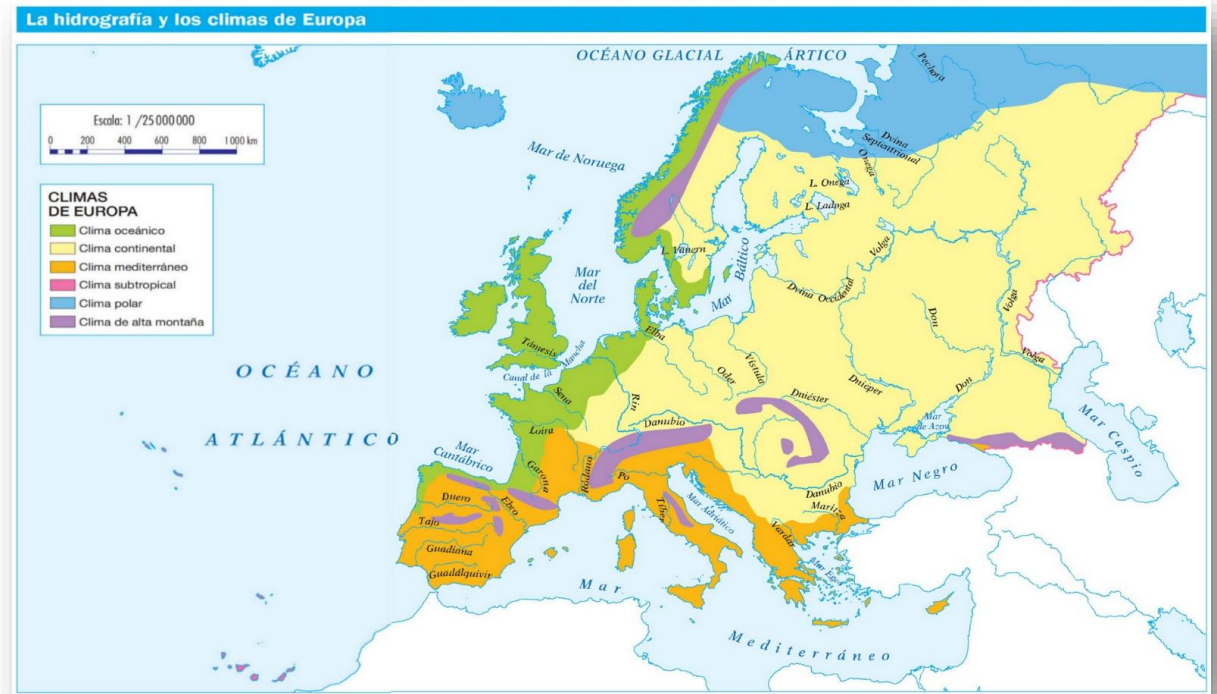 La hidrografía y los climas de Europa
OCÉANO GLACIAL ÁRTICO
Pechora
Escala: 1 /25 000 000
0 200 400 600 800 1 000 km
Mar de Noruega
Dvina
Septentrional
Onega
L. Onega
L. Ladoga
CLIMAS
DE EUROPA
Clima oceánico
Clima continental
Clima mediterráneo
Clima subtropical
Clima polar
Clima de alta montaña
L. Vänern
Mar
Báltico
Volga
Mar
del
Norte
Dvina Occidental
Don
Volga
Elba
Támesis
Canal de la Mancha
Oder
Vístula
Volga
OCÉANO
ATLÁNTICO
Sena
Rin
Dniéster
Dnieper
Don
Loira
Danubio
Mar
de Azov
Mar Caspio
Mar
Cantábrico
Garona
Ródano
Po
Mar Negro
Danubio
Maritza
Duero
Ebro
Tíber
Mar Adriático
Vardar
Tajo
Guadiana
Guadalquivir
Mar Egeo
Mar
Mediterráneo